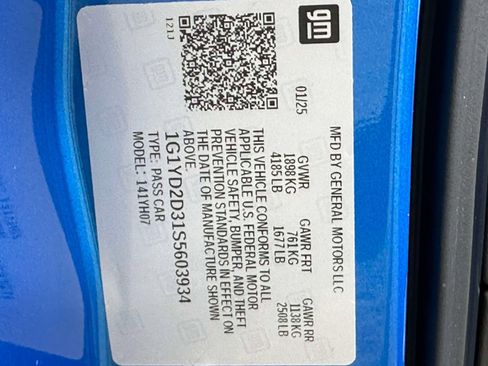 gm
MFD BY GENERAL MOTORS LLC
01/25
GVWR
1898 KG
4185 LB
GAWR FRT
761 KG
1677 LB
GAWR RR
1138 KG
2508 LB
THIS VEHICLE CONFORMS TO ALL
APPLICABLE U.S. FEDERAL MOTOR
VEHICLE SAFETY, BUMPER, AND THEFT
PREVENTION STANDARDS IN EFFECT ON
THE DATE OF MANUFACTURE SHOWN
ABOVE.
1G1YD2D31S5603934
TYPE: PASS CAR
MODEL: 141YH07
121J